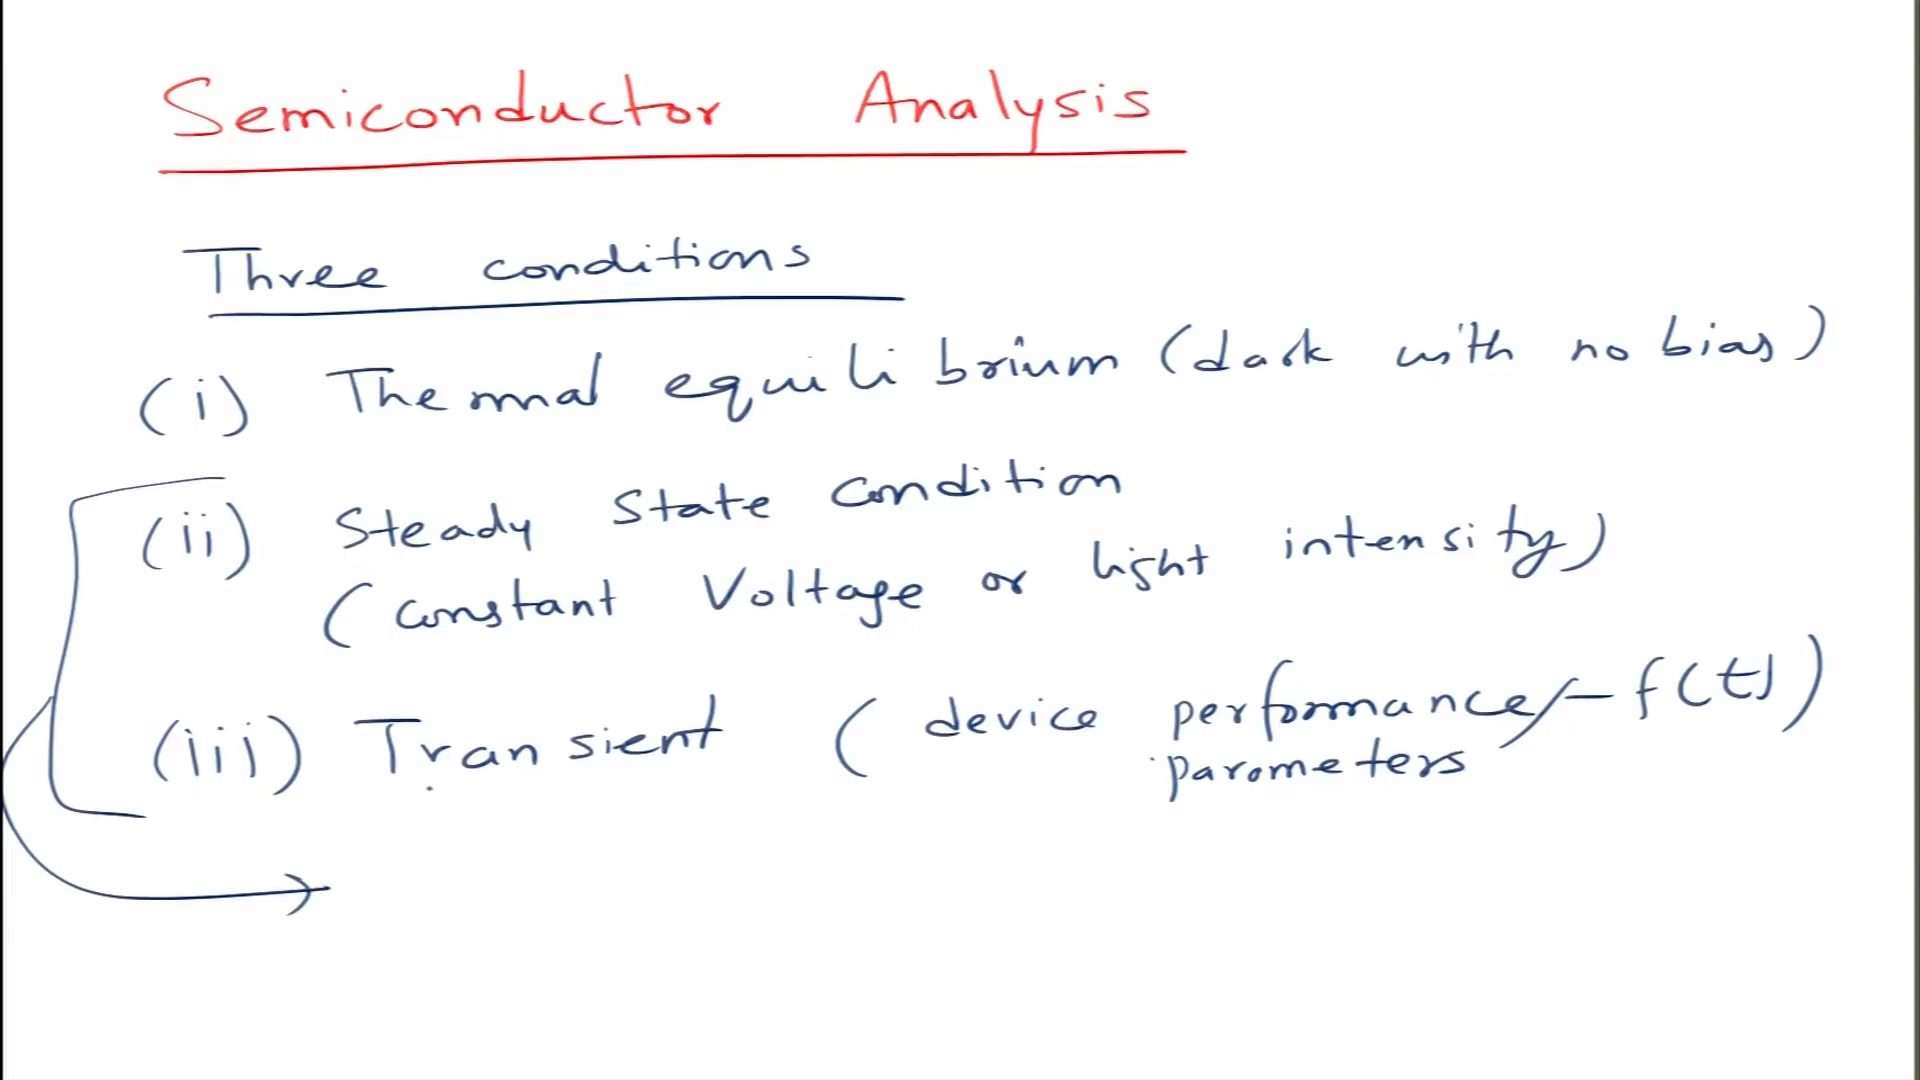 Semiconductor Analysis
Three conditions
(i) Thermal equilibrium (dark with no bias)
(ii) Steady State Condition
(Constant Voltage or light intensity)
(iii) Transient (device performance/ - f(t))
parameters